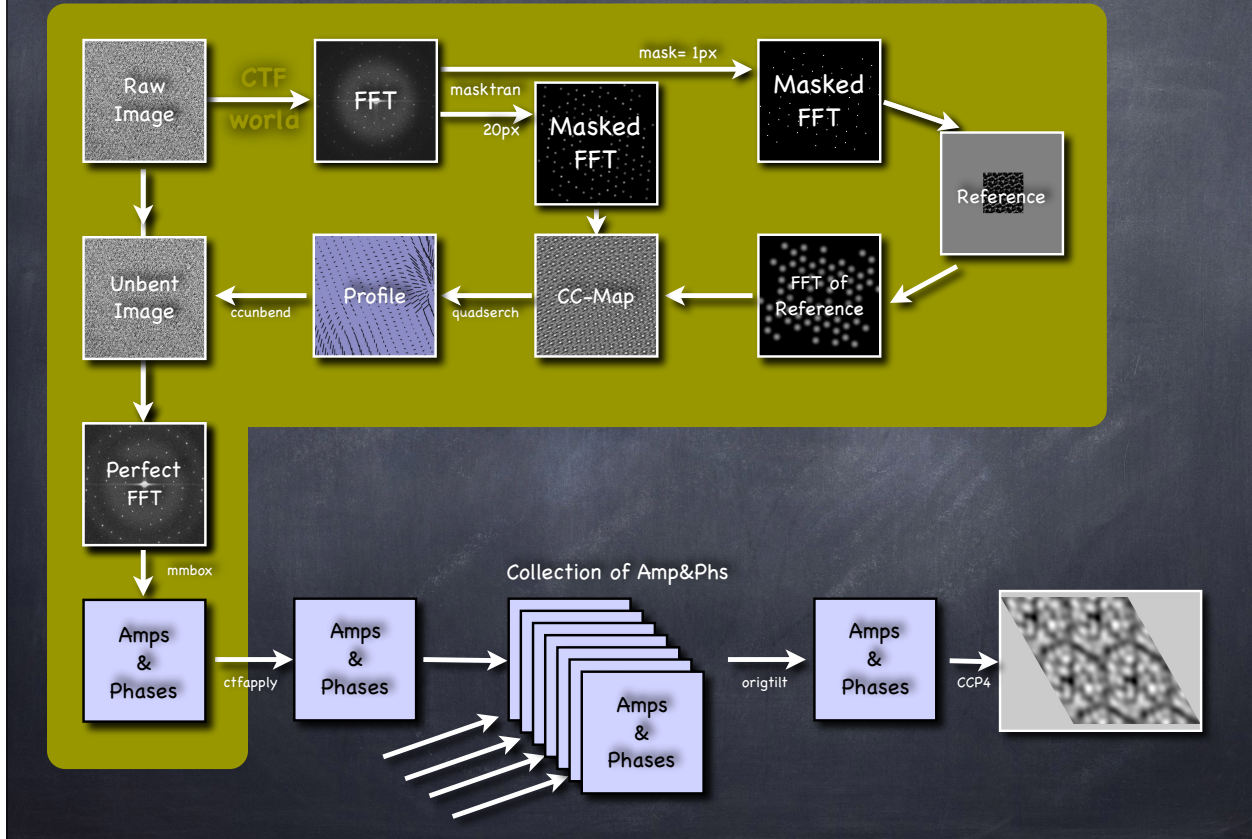 Raw
Image
CTF
world
FFT
mask= 1px
masktran
20px
Masked
FFT
Masked
FFT
Reference
Unbent
Image
ccunbend
Profile
quadserch
CC-Map
FFT of
Reference
Perfect
FFT
mmbox
Collection of Amp&Phs
Amps
&
Phases
ctfapply
Amps
&
Phases
Amps
&
Phases
origtilt
Amps
&
Phases
CCP4